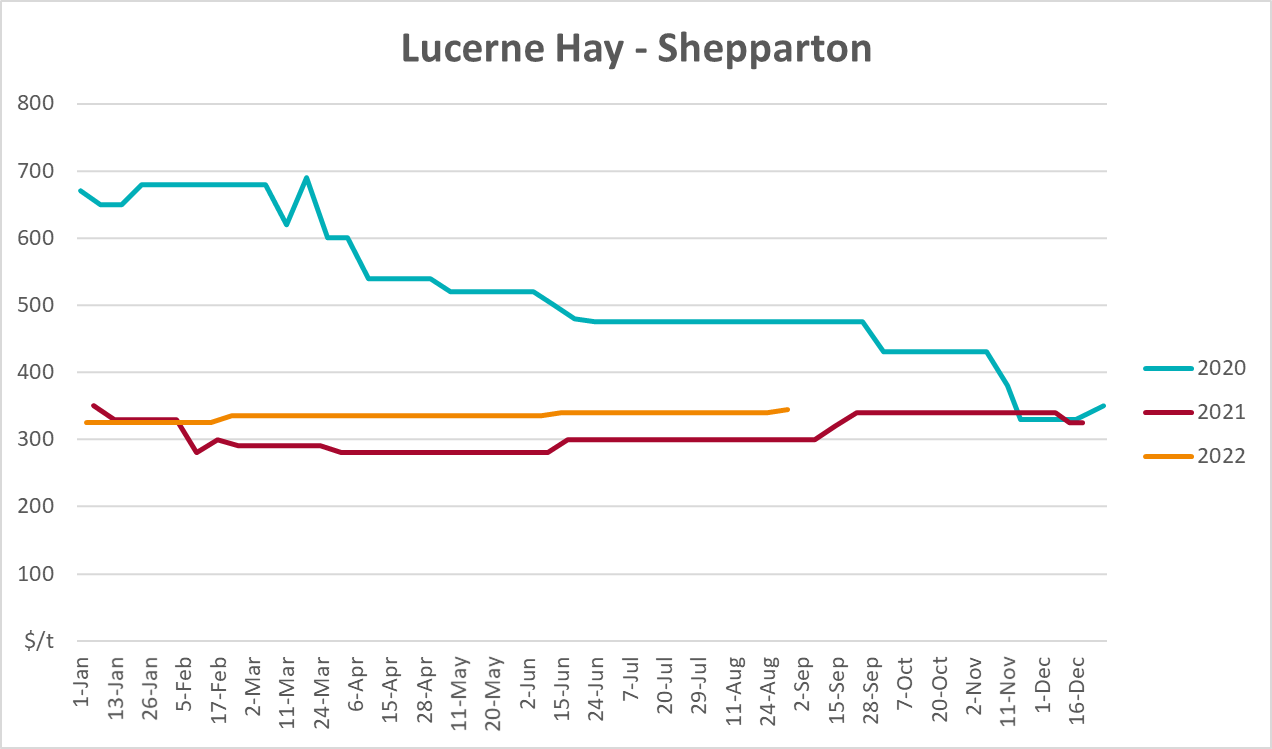 Lucerne Hay - Shepparton
800
700
600
500
400
300
200
100
$/t
1-Jan
13-Jan
26-Jan
5-Feb
17-Feb
2-Mar
11-Mar
24-Mar
6-Apr
15-Apr
28-Apr
11-May
20-May
2-Jun
15-Jun
24-Jun
7-Jul
20-Jul
29-Jul
11-Aug
24-Aug
2-Sep
15-Sep
28-Sep
7-Oct
20-Oct
2-Nov
11-Nov
1-Dec
16-Dec
2020
2021
2022